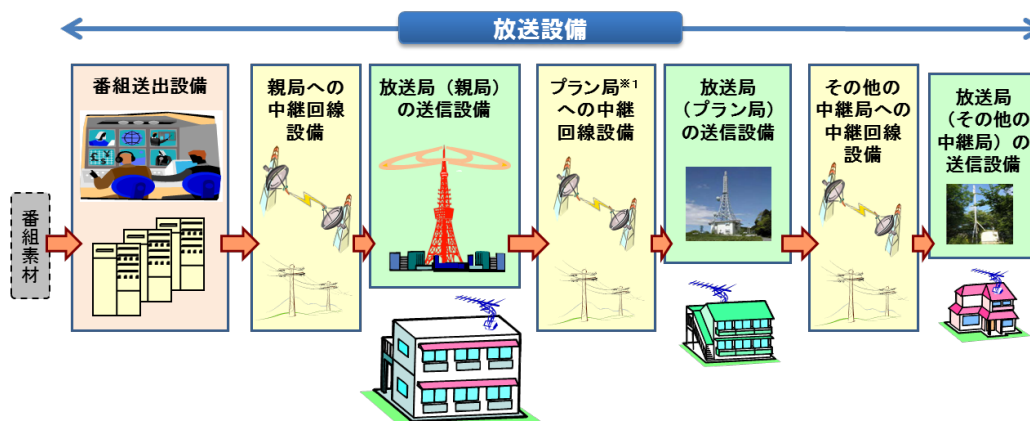 放送設備
番組素材
番組送出設備
親局への
中継回線
設備
放送局(親局)
の送信設備
プラン局※1
への中継
回線設備
放送局
(プラン局)
の送信設備
その他の
中継局への
中継回線
設備
放送局
(その他の
中継局)の
送信設備